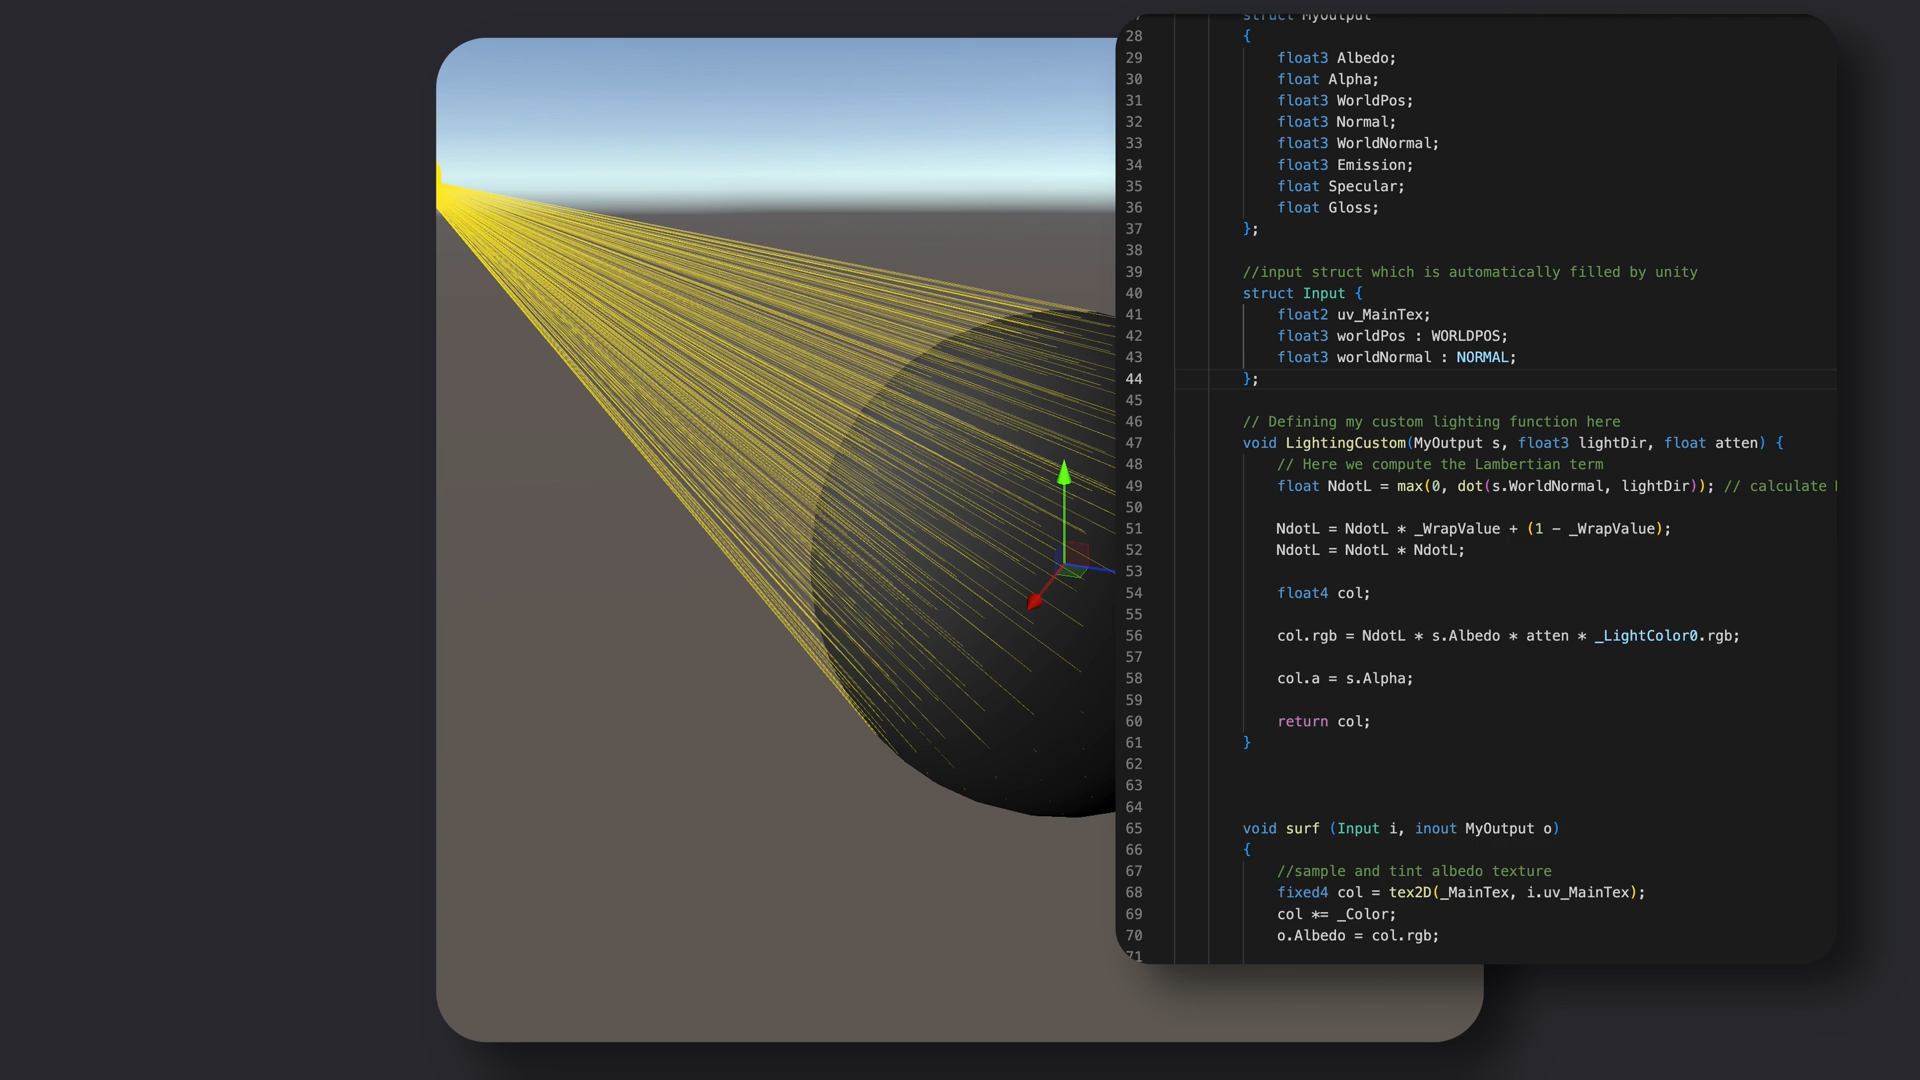 struct MyOutput
28 {
29 float3 Albedo;
30 float Alpha;
31 float3 WorldPos;
32 float3 Normal;
33 float3 WorldNormal;
34 float3 Emission;
35 float Specular;
36 float Gloss;
37 };
38
39 //input struct which is automatically filled by unity
40 struct Input {
41 float2 uv_MainTex;
42 float3 worldPos : WORLDPOS;
43 float3 worldNormal : NORMAL;
44 };
45
46 // Defining my custom lighting function here
47 void LightingCustom(MyOutput s, float3 lightDir, float atten) {
48 // Here we compute the Lambertian term
49 float NdotL = max(0, dot(s.WorldNormal, lightDir)); // calculate
50
51 NdotL = NdotL * _WrapValue + (1 - _WrapValue);
52 NdotL = NdotL * NdotL;
53
54 float4 col;
55
56 col.rgb = NdotL * s.Albedo * atten * _LightColor0.rgb;
57
58 col.a = s.Alpha;
59
60 return col;
61 }
62
63
64
65 void surf (Input i, inout MyOutput o)
66 {
67 //sample and tint albedo texture
68 fixed4 col = tex2D(_MainTex, i.uv_MainTex);
69 col *= _Color;
70 o.Albedo = col.rgb;
71